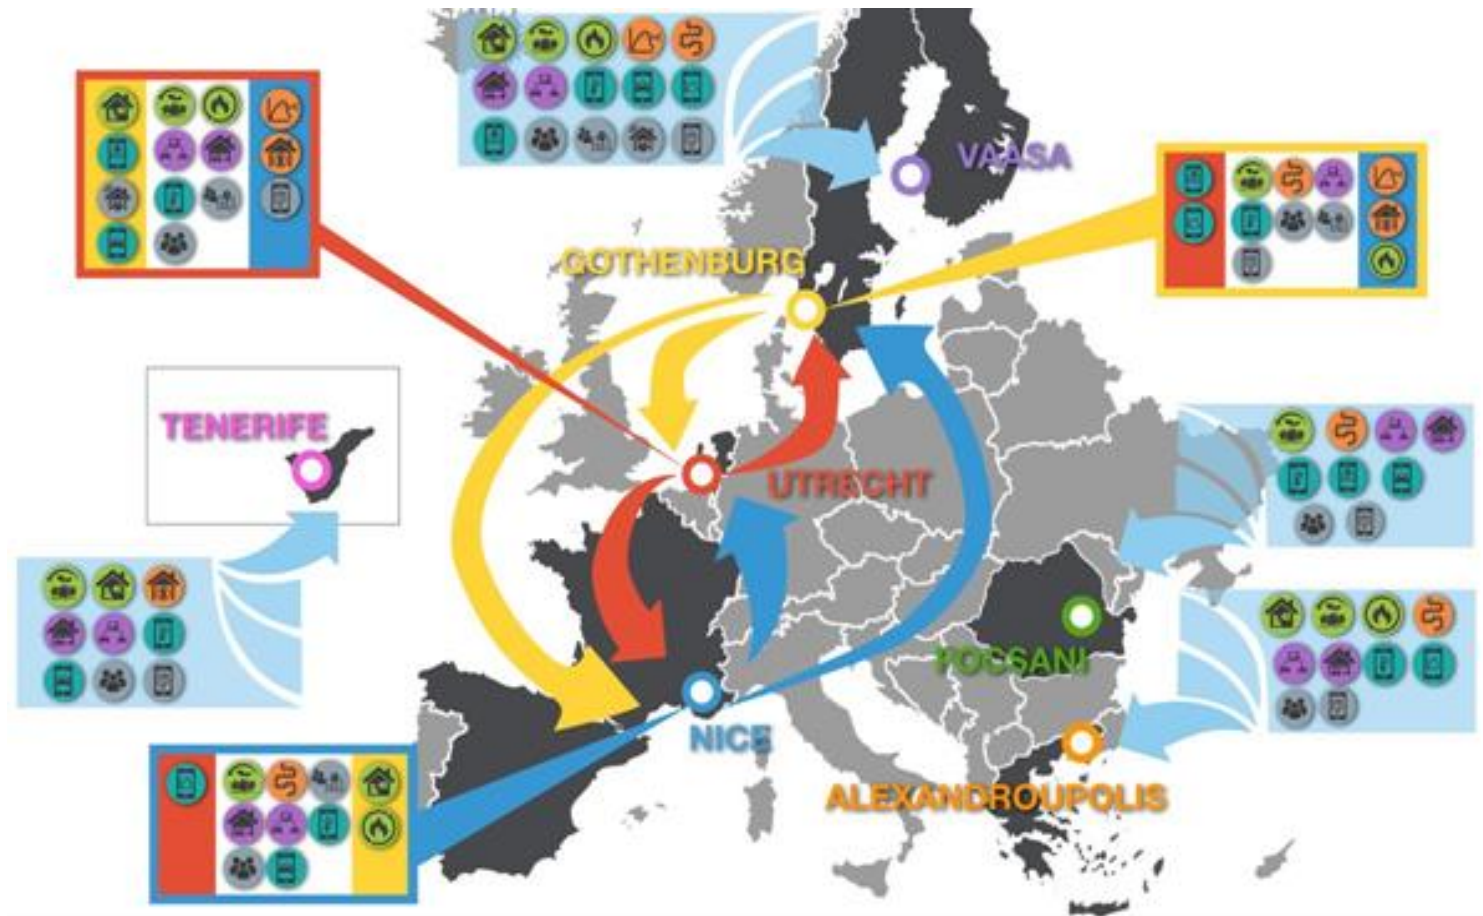 VAASA
GOTHENBURG
TENERIFE
UTRECHT
FOCSANI
NICE
ALEXANDROUPOLIS